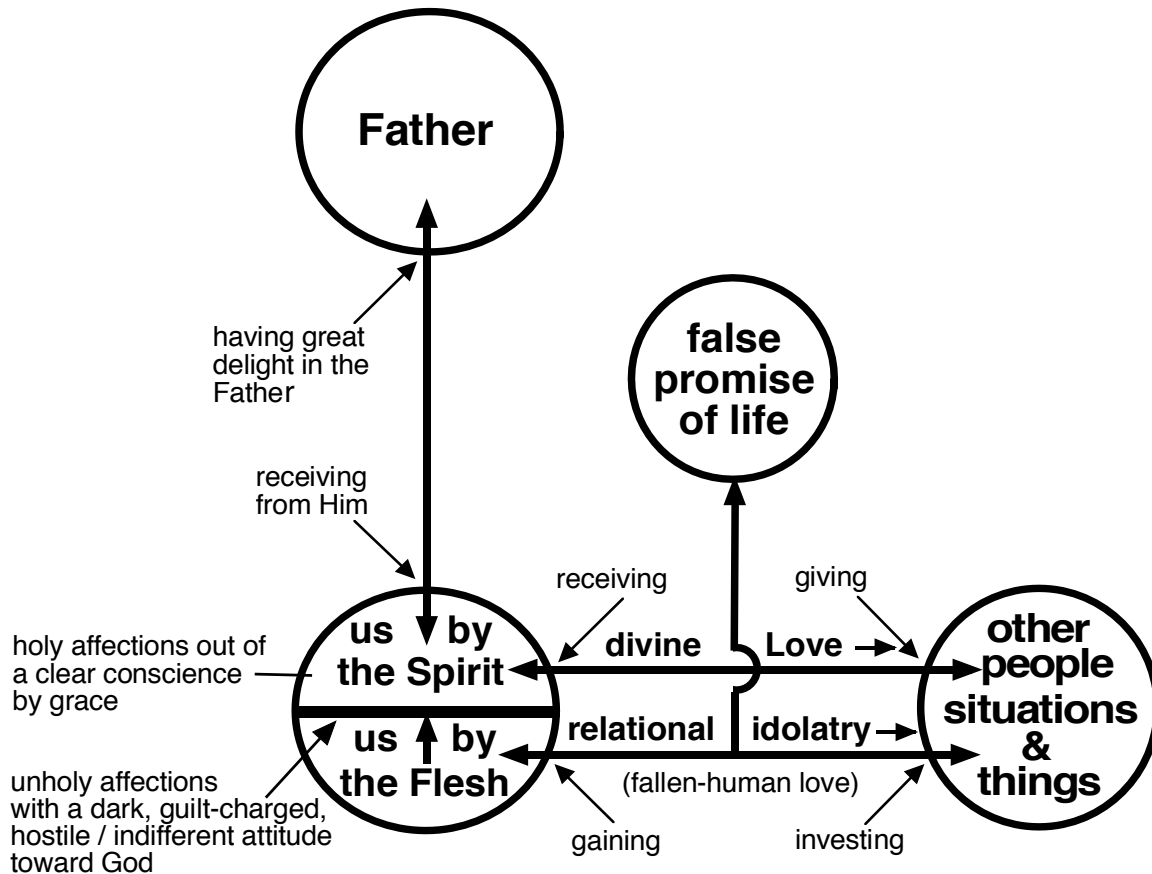 Father
having great
delight in the
Father
false
promise
of life
receiving
from Him
receiving
giving
us by
the Spirit
divine Love
other
people
situations
&
things
holy affections out of
a clear conscience
by grace
us by
the Flesh
relational idolatry
(fallen-human love)
unholy affections
with a dark, guilt-charged,
hostile / indifferent attitude
toward God
gaining
investing